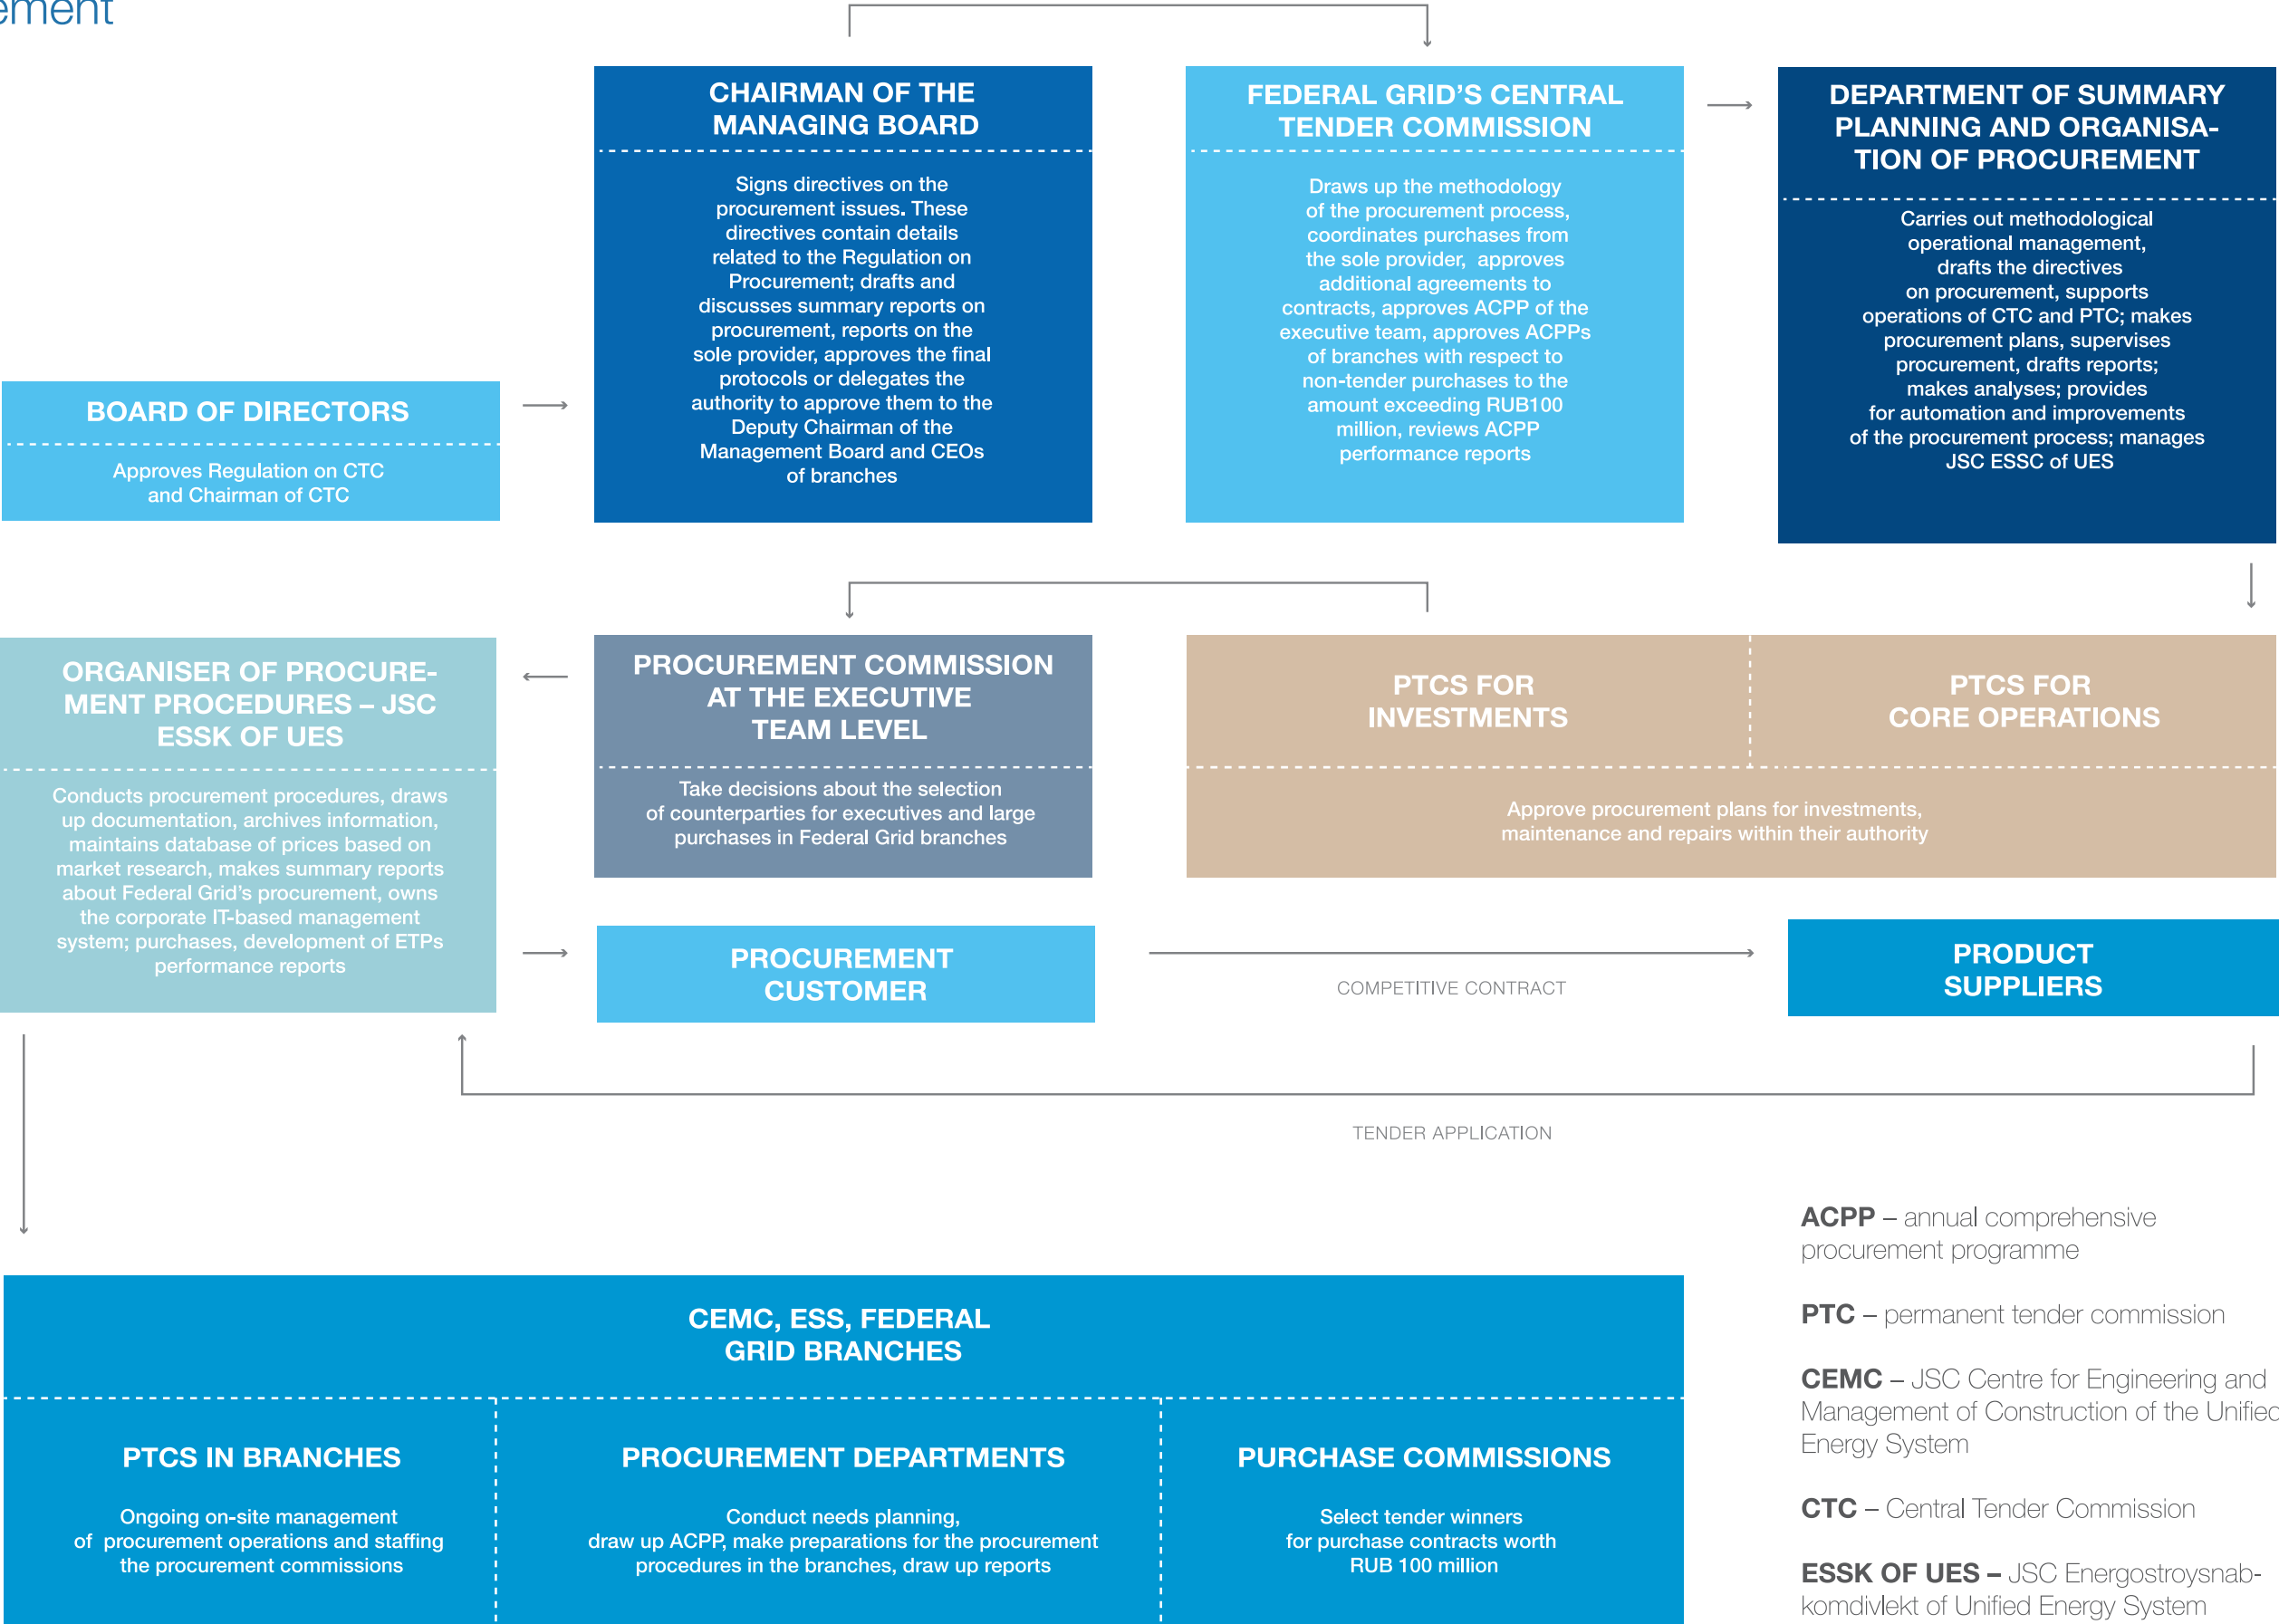 ement
CHAIRMAN OF THE
MANAGING BOARD
Signs directives on the
procurement issues. These
directives contain details
related to the Regulation on
Procurement; drafts and
discusses summary reports on
procurement, reports on the
sole provider, approves the final
protocols or delegates the
authority to approve them to the
Deputy Chairman of the
Management Board and CEOs
of branches
FEDERAL GRID'S CENTRAL
TENDER COMMISSION
Draws up the methodology
of the procurement process,
coordinates purchases from
the sole provider, approves
additional agreements to
contracts, approves ACPP of the
executive team, approves ACPPs
of branches with respect to
non-tender purchases to the
amount exceeding RUB100
million, reviews ACPP
performance reports
DEPARTMENT OF SUMMARY
PLANNING AND ORGANISA-
TION OF PROCUREMENT
Carries out methodological
operational management,
drafts the directives
on procurement, supports
operations of CTC and PTC; makes
procurement plans, supervises
procurement, drafts reports;
makes analyses; provides
for automation and improvements
of the procurement process; manages
JSC ESSC of UES
BOARD OF DIRECTORS
Approves Regulation on CTC
and Chairman of CTC
ORGANISER OF PROCURE-
MENT PROCEDURES – JSC
ESSK OF UES
Conducts procurement procedures, draws
up documentation, archives information,
maintains database of prices based on
market research, makes summary reports
about Federal Grid's procurement, owns
the corporate IT-based management
system; purchases, development of ETPs
performance reports
PROCUREMENT COMMISSION
AT THE EXECUTIVE
TEAM LEVEL
Take decisions about the selection
of counterparties for executives and large
purchases in Federal Grid branches
PTCS FOR
INVESTMENTS
PTCS FOR
CORE OPERATIONS
Approve procurement plans for investments,
maintenance and repairs within their authority
PROCUREMENT
CUSTOMER
COMPETITIVE CONTRACT
PRODUCT
SUPPLIERS
TENDER APPLICATION
CEMC, ESS, FEDERAL
GRID BRANCHES
PTCS IN BRANCHES
Ongoing on-site management
of procurement operations and staffing
the procurement commissions
PROCUREMENT DEPARTMENTS
Conduct needs planning,
draw up ACPP, make preparations for the procurement
procedures in the branches, draw up reports
PURCHASE COMMISSIONS
Select tender winners
for purchase contracts worth
RUB 100 million
ACPP – annual comprehensive
procurement programme
PTC – permanent tender commission
CEMC – JSC Centre for Engineering and
Management of Construction of the Unified
Energy System
CTC – Central Tender Commission
ESSK OF UES – JSC Energostroysnab-
komdivlekt of Unified Energy System